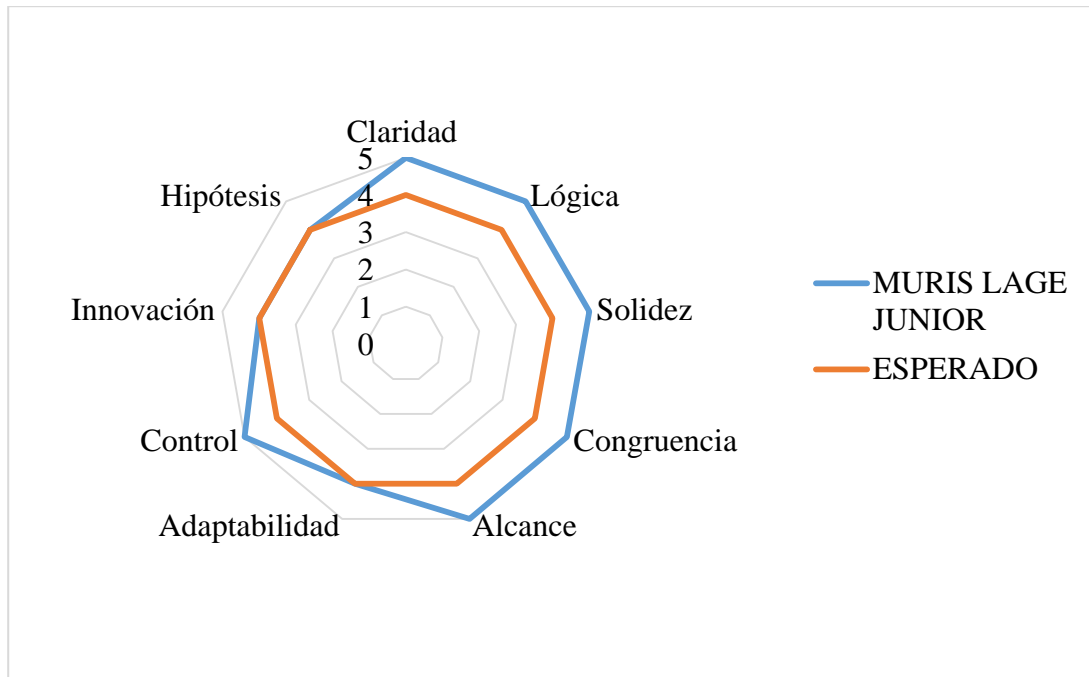 Claridad
5
Hipótesis
4
Lógica
3
2
Innovación
1
Solidez
0
Control
Congruencia
Adaptabilidad
Alcance
MURIS LAGE
JUNIOR
ESPERADO